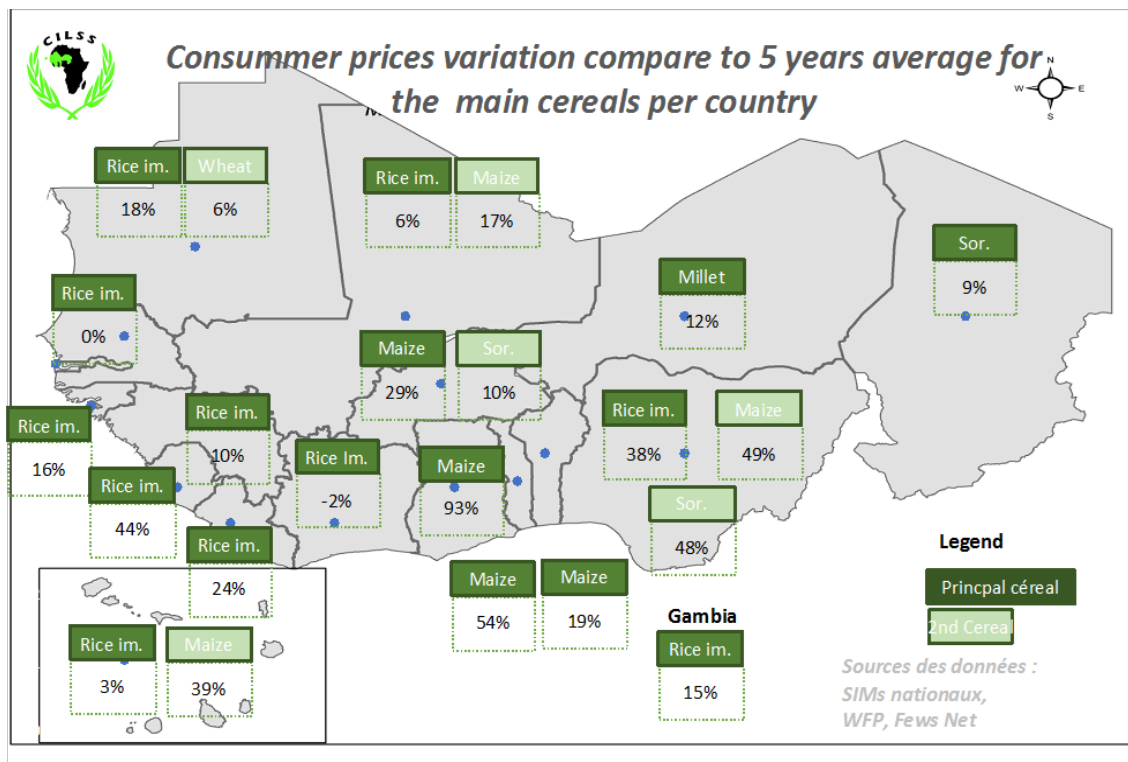 CILSS
Consummer prices variation compare to 5 years average for
the main cereals per country
N
W E
S
Rice im. Wheat
18% 6%
Rice im. Maize
6% 17%
Sor.
9%
Millet
12%
Rice im.
0%
Maize Sor.
29% 10%
Rice im. Maize
38% 49%
Rice im.
10%
Rice im.
16%
Rice Im.
-2%
Maize
93%
Rice im.
44%
Sor.
48%
Rice im.
24%
Legend
Princpal céreal
2nd Cereal
Maize Maize
54% 19%
Gambia
Rice im.
15%
Rice im. Maize
3% 39%
Sources des données :
SIMs nationaux,
WFP, Fews Net